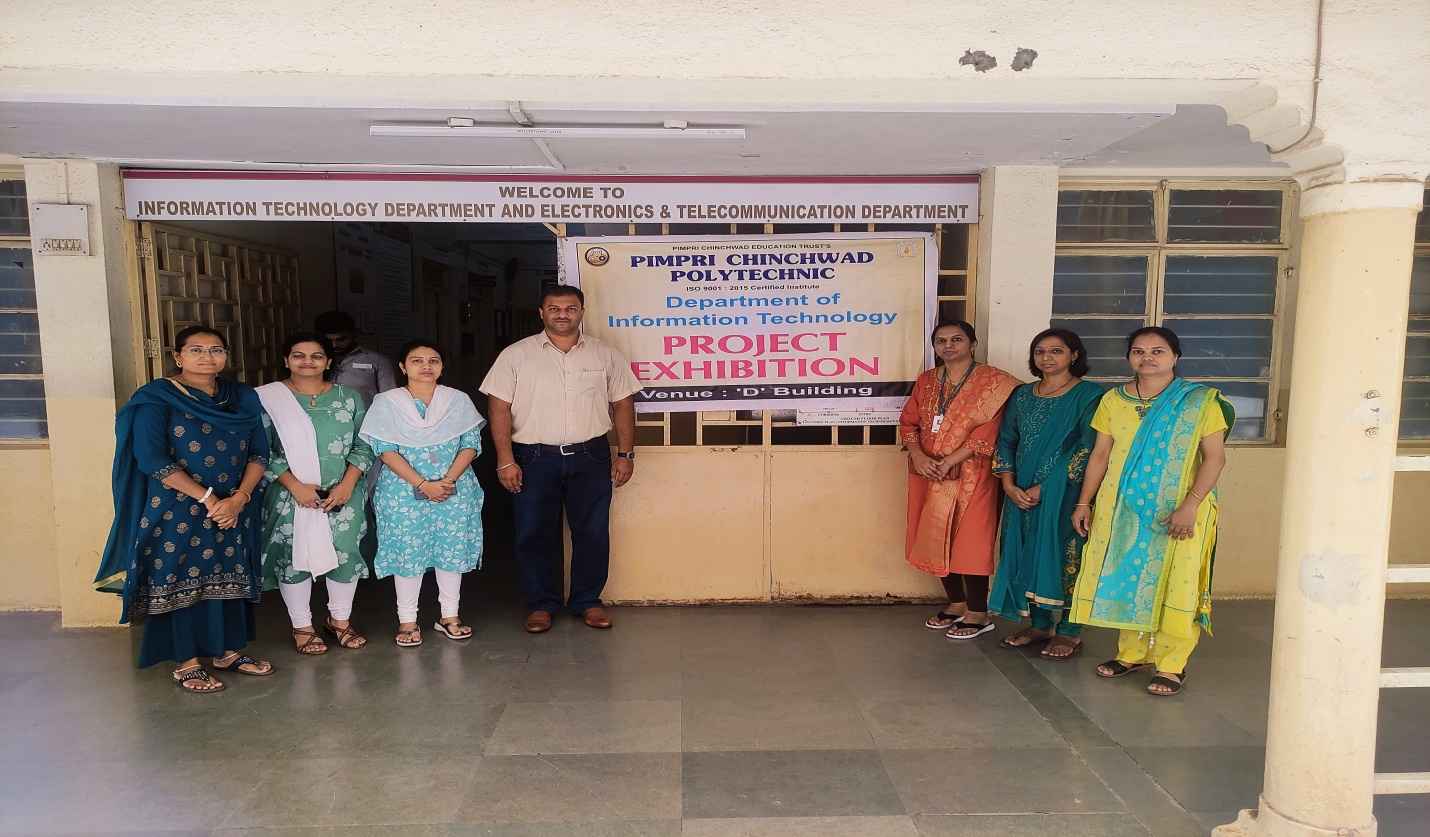 WELCOME TO
INFORMATION TECHNOLOGY DEPARTMENT AND ELECTRONICS & TELECOMMUNICATION DEPARTMENT
PIMPRI CHINCHWAD EDUCATION TRUST'S
PIMPRI CHINCHWAD
POLYTECHNIC
ISO 9001 : 2015 Certified Institute
Department of
Information Technology
PROJECT
EXHIBITION
Venue : 'D' Building